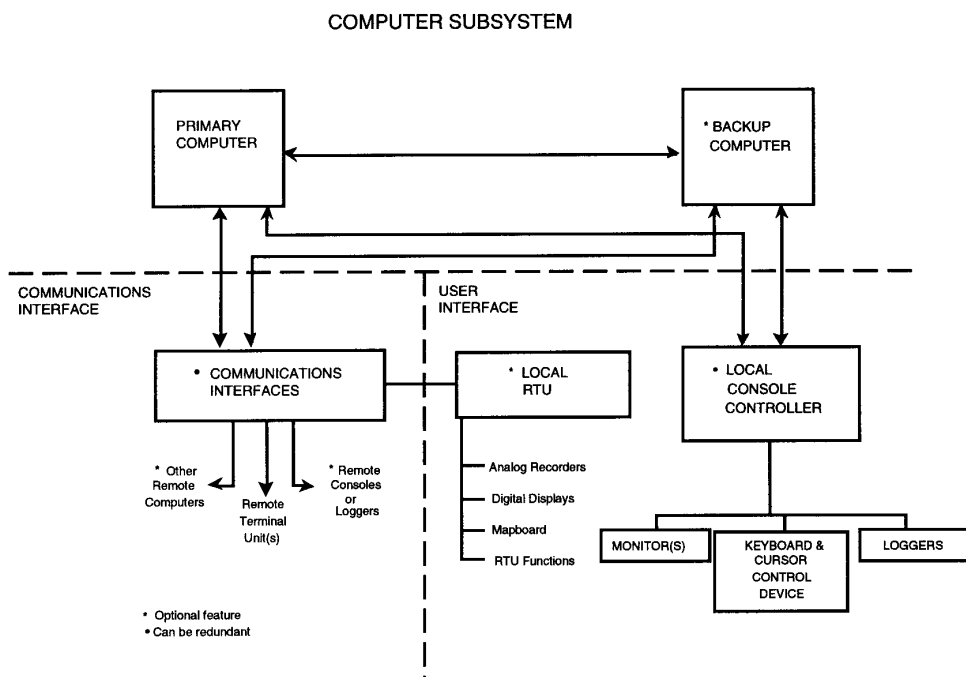 COMPUTER SUBSYSTEM
PRIMARY
COMPUTER
* BACKUP
COMPUTER
COMMUNICATIONS
INTERFACE
USER
INTERFACE
• COMMUNICATIONS
INTERFACES
* LOCAL
RTU
• LOCAL
CONSOLE
CONTROLLER
* Other
Remote
Computers
Remote
Terminal
Unit(s)
* Remote
Consoles
or
Loggers
Analog Recorders
Digital Displays
Mapboard
RTU Functions
MONITOR(S)
KEYBOARD &
CURSOR
CONTROL
DEVICE
LOGGERS
* Optional feature
• Can be redundant